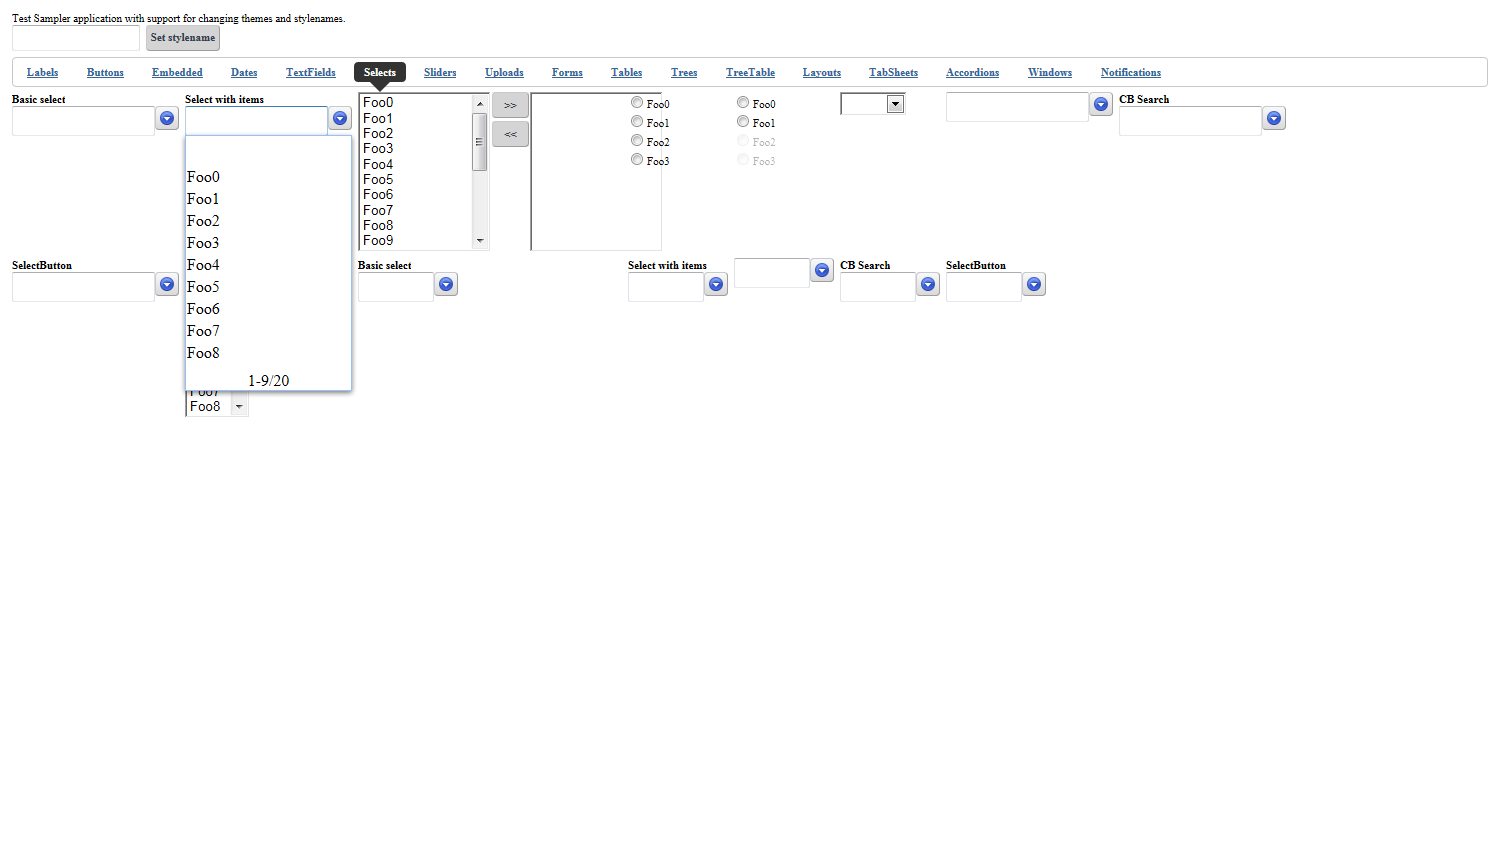 Test Sampler application with support for changing themes and stylenames.
Set stylename
Labels Buttons Embedded Dates TextFields Selects Sliders Uploads Forms Tables Trees TreeTable Layouts TabSheets Accordions Windows Notifications
Basic select
Select with items
Foo0
Foo1
Foo2
Foo3
Foo4
Foo5
Foo6
Foo7
Foo8
1-9/20
Foo0
Foo1
Foo2
Foo3
Foo4
Foo5
Foo6
Foo7
Foo8
Foo9
>>
<<
Foo0
Foo1
Foo2
Foo3
Foo0
Foo1
Foo2
Foo3
CB Search
SelectButton
Foo7
Foo8
Basic select
Select with items
CB Search
SelectButton